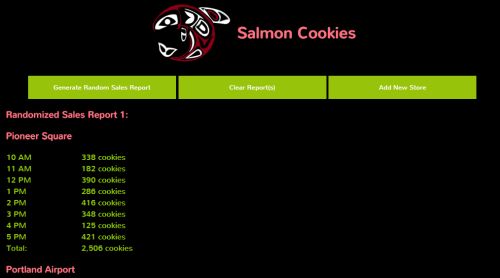 Salmon Cookies
Generate Random Sales Report
Clear Report(s)
Add New Store
Randomized Sales Report 1:
Pioneer Square
10 AM 338 cookies
11 AM 182 cookies
12 PM 390 cookies
1 PM 286 cookies
2 PM 416 cookies
3 PM 348 cookies
4 PM 125 cookies
5 PM 421 cookies
Total: 2,506 cookies
Portland Airport